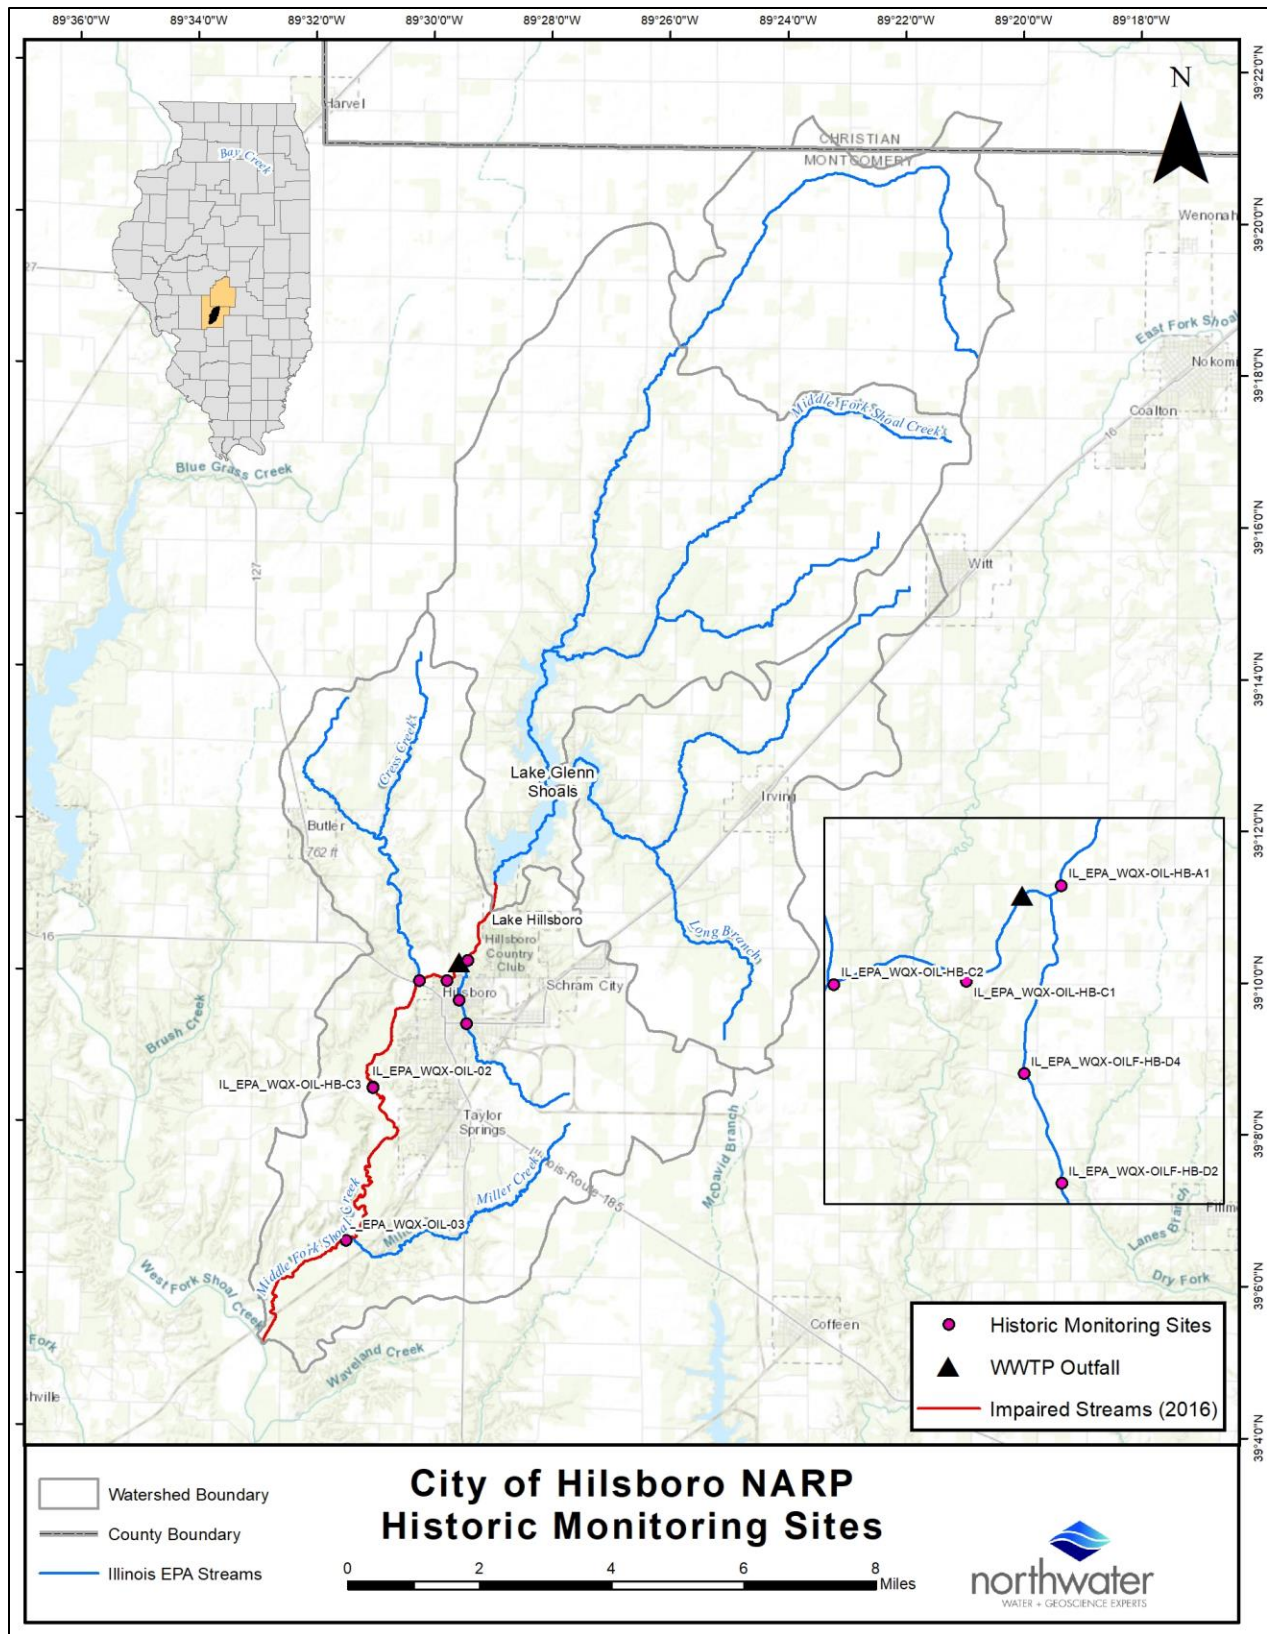 89°36'0"W
89°34'0"W
89°32'0"W
89°30'0"W
89°28'0"W
89°26'0"W
89°24'0"W
89°22'0"W
89°20'0"W
89°18'0"W
39°22'0"N
39°20'0"N
39°18'0"N
39°16'0"N
39°14'0"N
39°12'0"N
39°10'0"N
39°8'0"N
39°6'0"N
39°4'0"N
N
Harvel
Bay Creek
CHRISTIAN
MONTGOMERY
Wenonah
27
East Fork Shoal
Nokomi
Coalton
16
Middle Fork Shoal Creek
Blue Grass Creek
127
Witt
Cress Creek
Lake Glenn
Shoals
Irving
Butler
762 ft
16
Lake Hillsboro
Hillsboro
Country
Club
Long Branch
Schram City
Hillsboro
Brush Creek
IL_EPA_WQX-OIL-02
IL_EPA_WQX-OIL-HB-C3
Taylor
Springs
McDavid Branch
Illinois-Route-185
Miller Creek
Middle Fork Shoal Creek
L_EPA_WQX-OIL-03
West Fork Shoal Creek
Waveland Creek
Fork
shville
Coffeen
IL_EPA_WQX-OIL-HB-A1
IL_EPA_WQX-OIL-HB-C2
IL_EPA_WQX-OIL-HB-C1
IL_EPA_WQX-OILF-HB-D4
IL_EPA_WQX-OILF-HB-D2
Lanes Branch
Dry Fork
Historic Monitoring Sites
WWTP Outfall
Impaired Streams (2016)
Watershed Boundary
County Boundary
Illinois EPA Streams
City of Hilsboro NARP
Historic Monitoring Sites
0 2 4 6 8
Miles
northwater
WATER + GEOSCIENCE EXPERTS